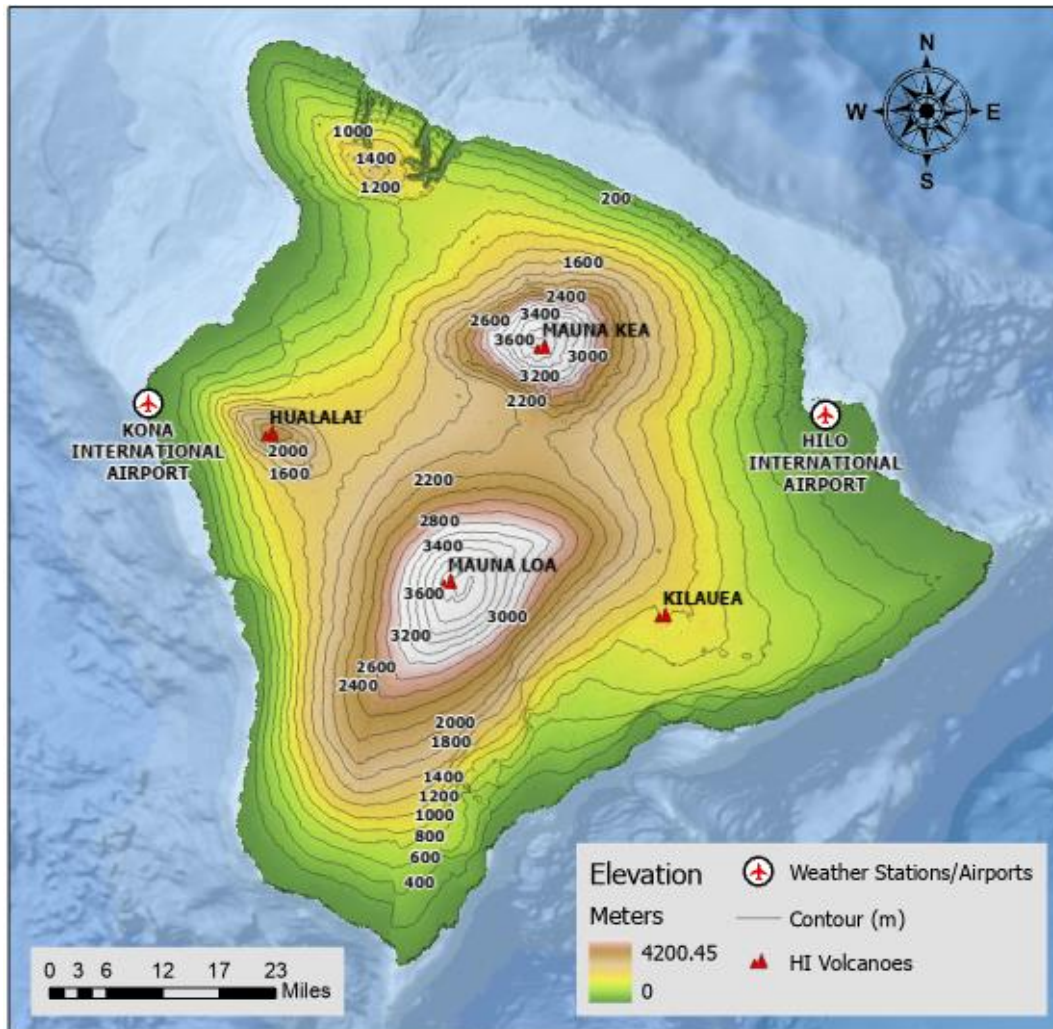 N
W E
S
1000
1400
1200
200
1600
2400
3400
2600
MAUNA KEA
3600
3000
3200
2200
KONA
INTERNATIONAL
AIRPORT
HUALALAI
2000
1600
HILO
INTERNATIONAL
AIRPORT
2200
2800
3400
MAUNA LOA
3600
3000
KILAUEA
3200
2600
2400
2000
1800
1400
1200
1000
800
600
400
Elevation
Meters
4200.45
0
Weather Stations/Airports
Contour (m)
HI Volcanoes
0 3 6 12 17 23
Miles